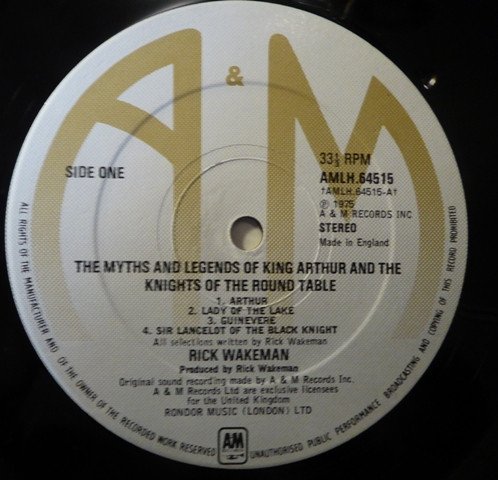 A & M
SIDE ONE
33⅓ RPM
AMLH.64515
†AMLH.64515-A†
℗ 1975
A & M RECORDS INC
STEREO
Made in England
THE MYTHS AND LEGENDS OF KING ARTHUR AND THE
KNIGHTS OF THE ROUND TABLE
1. ARTHUR
2. LADY OF THE LAKE
3. GUINEVERE
4. SIR LANCELOT OF THE BLACK KNIGHT
All selections written by Rick Wakeman
RICK WAKEMAN
Produced by Rick Wakeman
Original sound recording made by A & M Records Inc.
A & M Records Ltd are exclusive licensees
for the United Kingdom
RONDOR MUSIC (LONDON) LTD
A&M
ALL RIGHTS OF THE MANUFACTURER AND OF THE OWNER OF THE RECORDED WORK RESERVED
UNAUTHORISED PUBLIC PERFORMANCE BROADCASTING AND COPYING OF THIS RECORD PROHIBITED